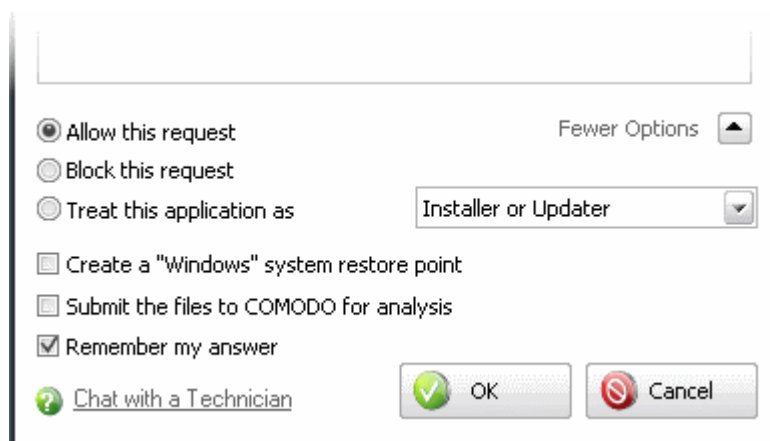 Allow this request
Fewer Options
Block this request
Treat this application as
Installer or Updater
Create a "Windows" system restore point
Submit the files to COMODO for analysis
Remember my answer
Chat with a Technician
OK
Cancel